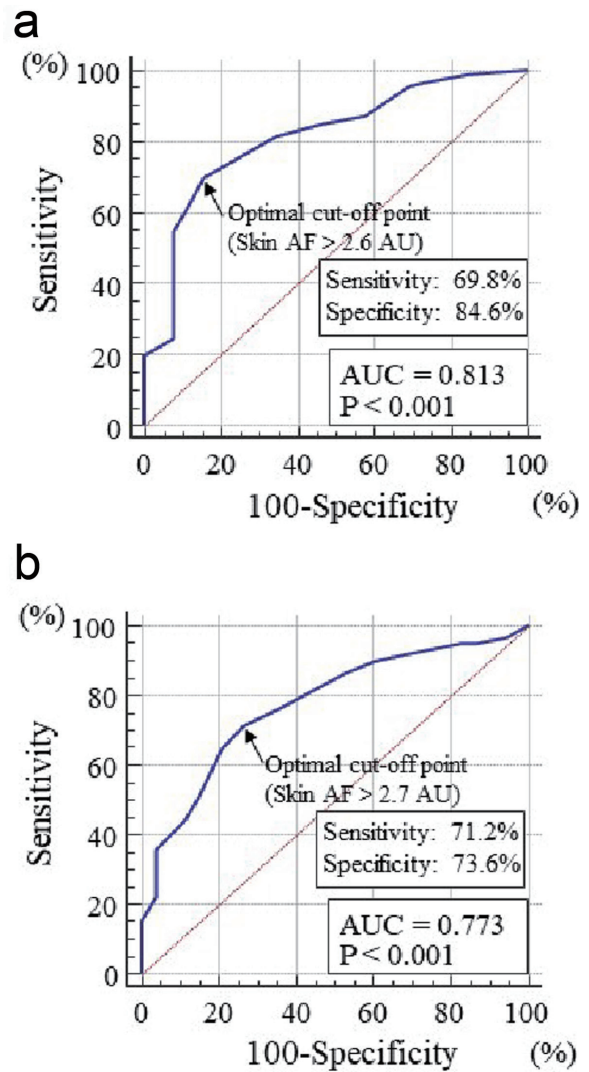 a
(%)
100
80
60
40
20
0
Sensitivity
Optimal cut-off point
(Skin AF > 2.6 AU)
Sensitivity: 69.8%
Specificity: 84.6%
AUC = 0.813
P < 0.001
0 20 40 60 80 100
100-Specificity (%)
b
(%)
100
80
60
40
20
0
Sensitivity
Optimal cut-off point
(Skin AF > 2.7 AU)
Sensitivity: 71.2%
Specificity: 73.6%
AUC = 0.773
P < 0.001
0 20 40 60 80 100
100-Specificity (%)